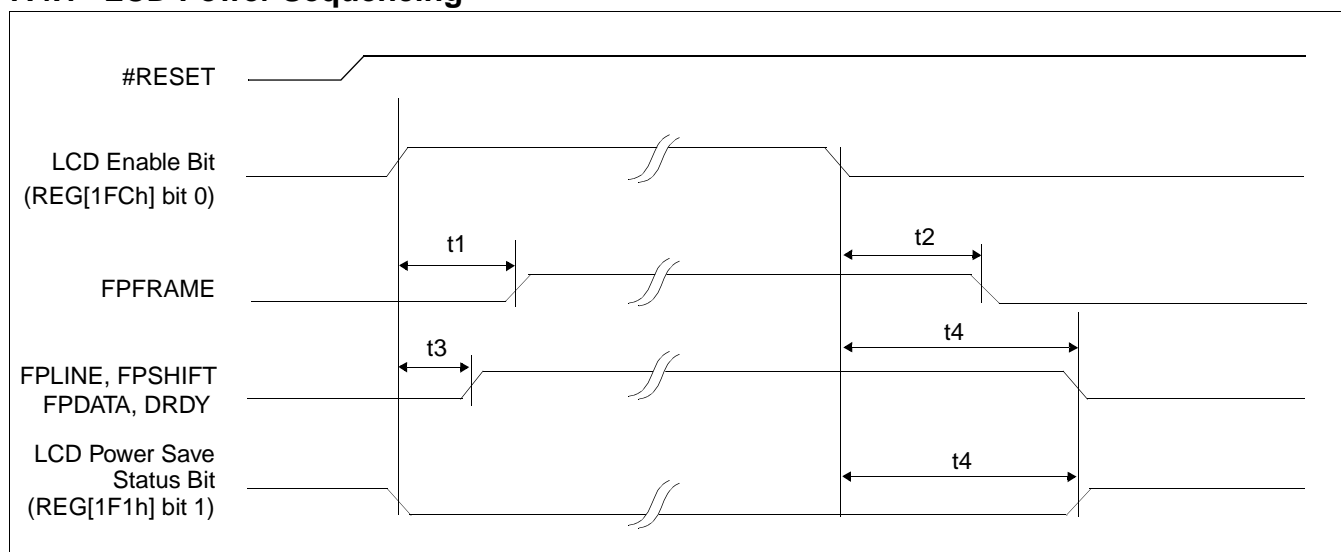 #RESET
LCD Enable Bit
(REG[1FCh] bit 0)
t1
t2
FPFRAME
t4
t3
FPLINE, FPSHIFT
FPDATA, DRDY
LCD Power Save
Status Bit
(REG[1F1h] bit 1)
t4